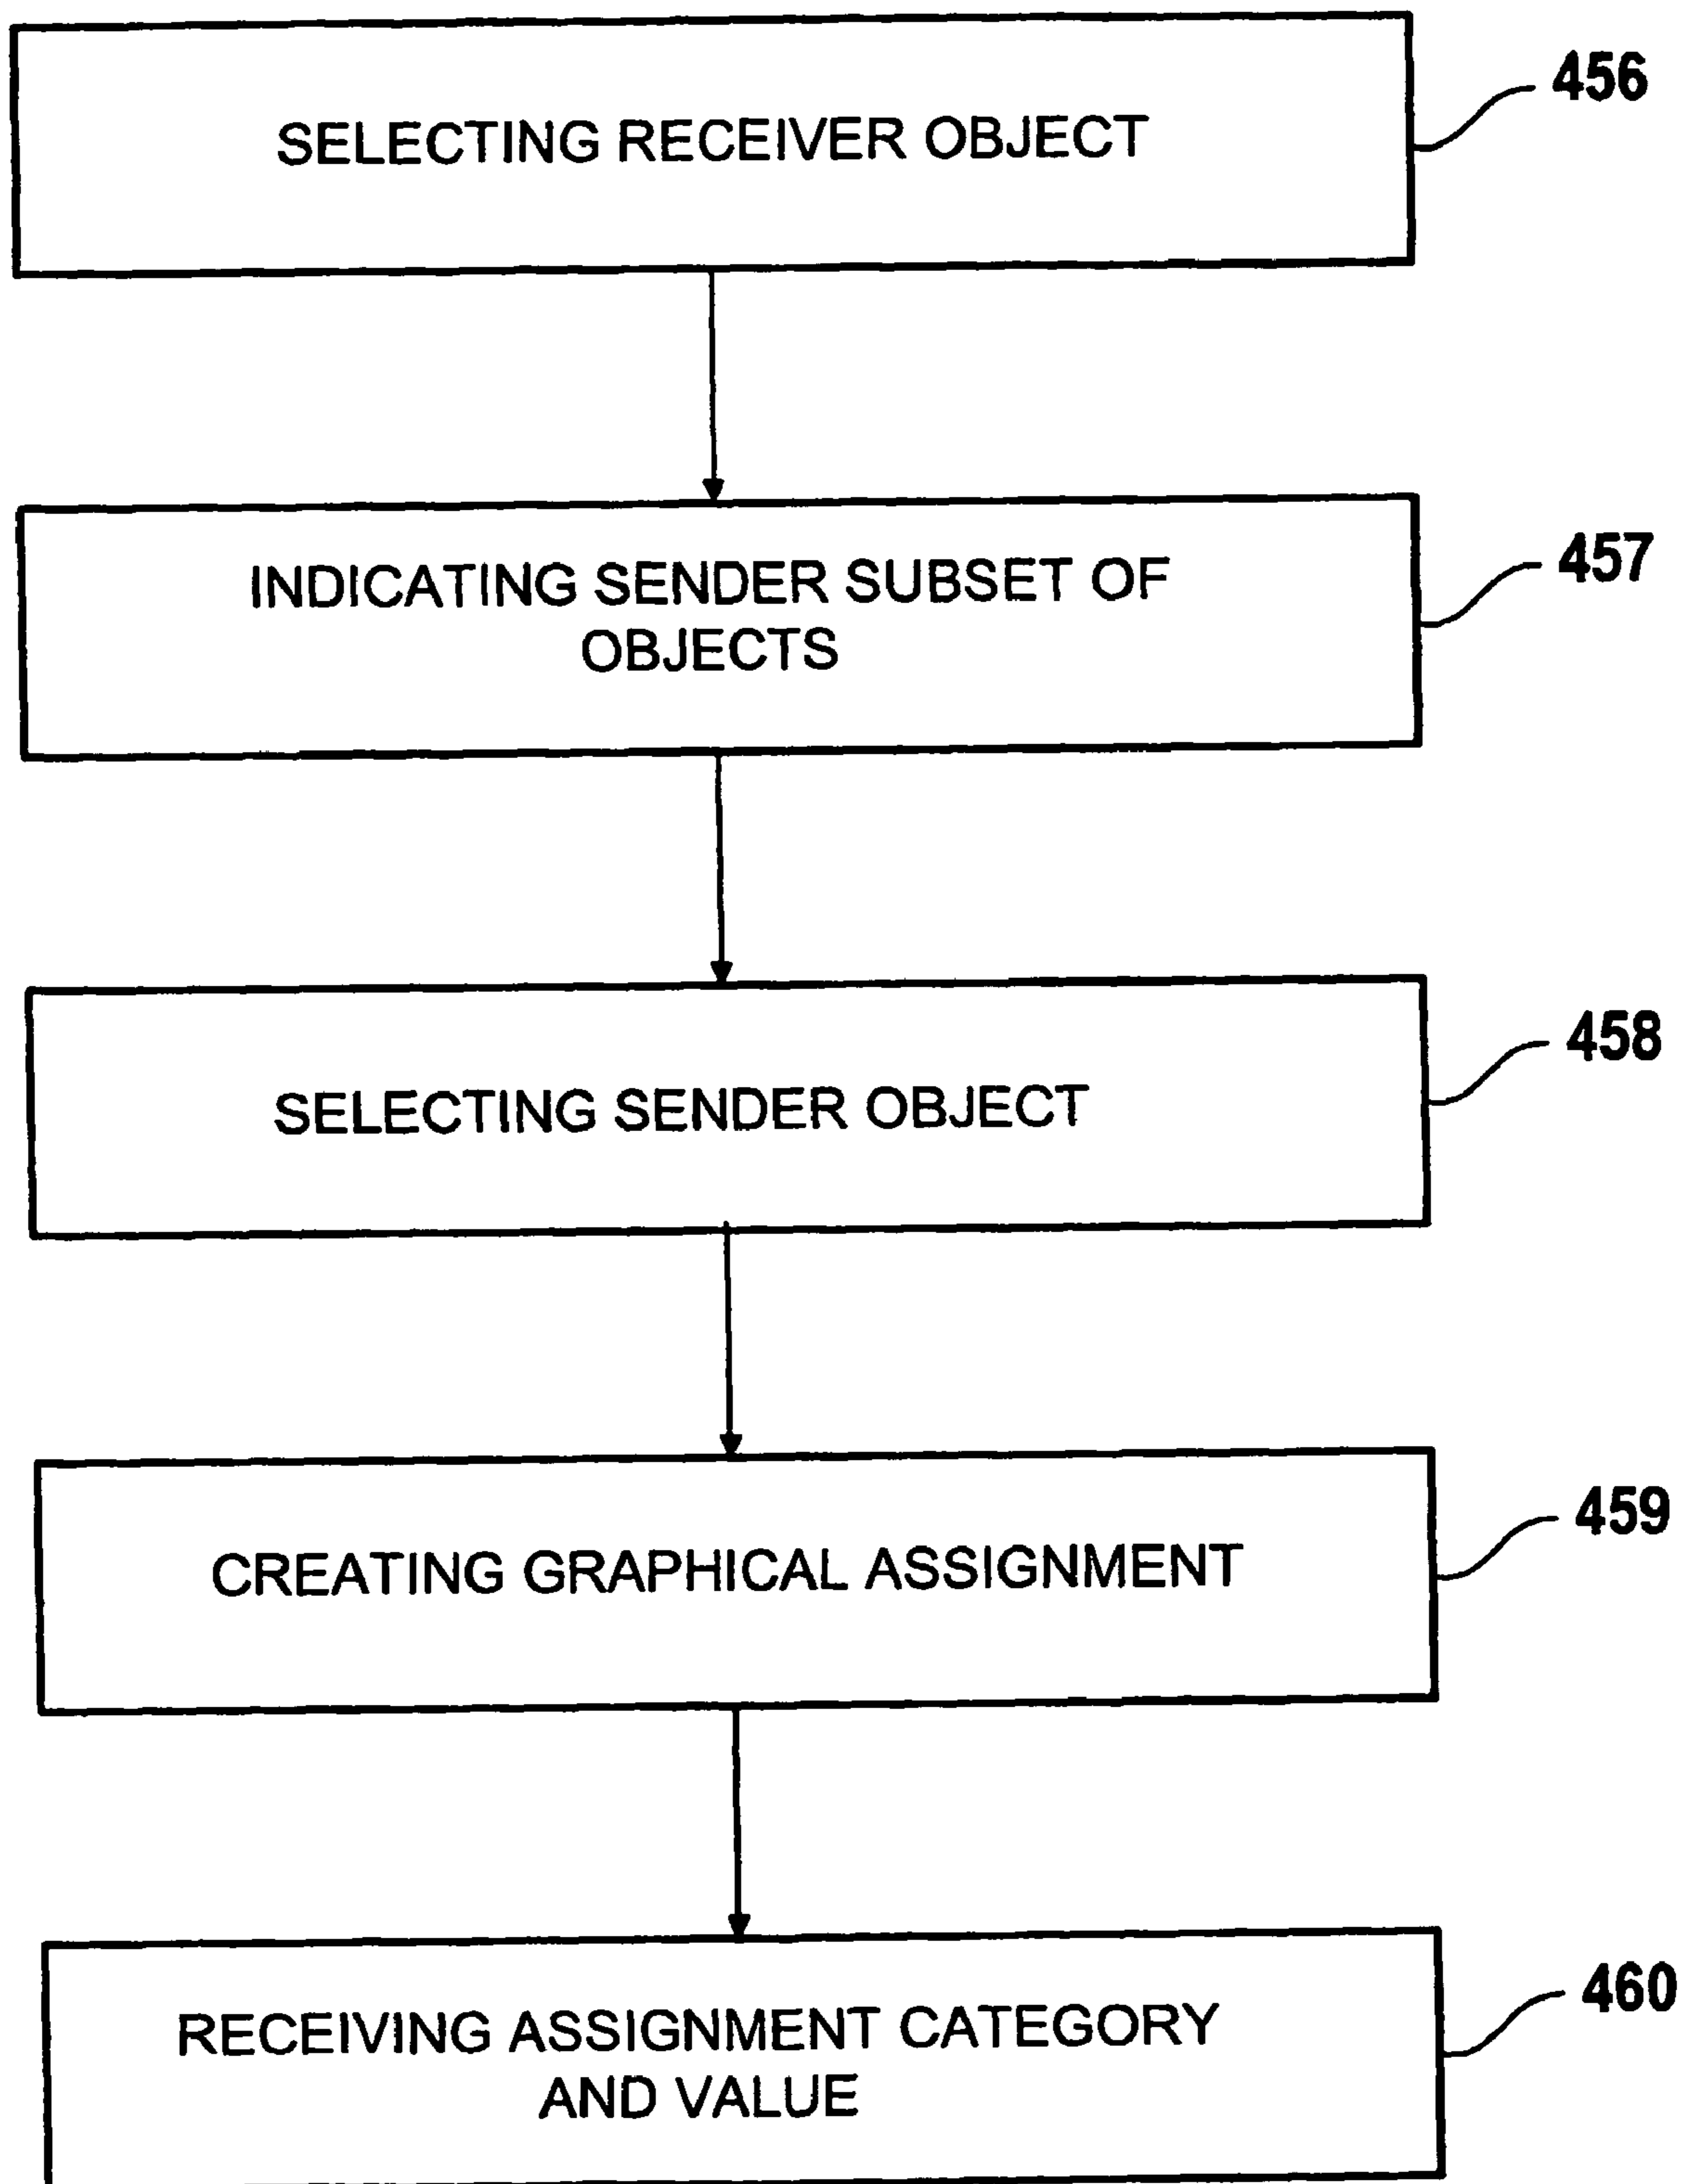 SELECTING RECEIVER OBJECT
456
INDICATING SENDER SUBSET OF
OBJECTS
457
SELECTING SENDER OBJECT
458
CREATING GRAPHICAL ASSIGNMENT
459
RECEIVING ASSIGNMENT CATEGORY
AND VALUE
460